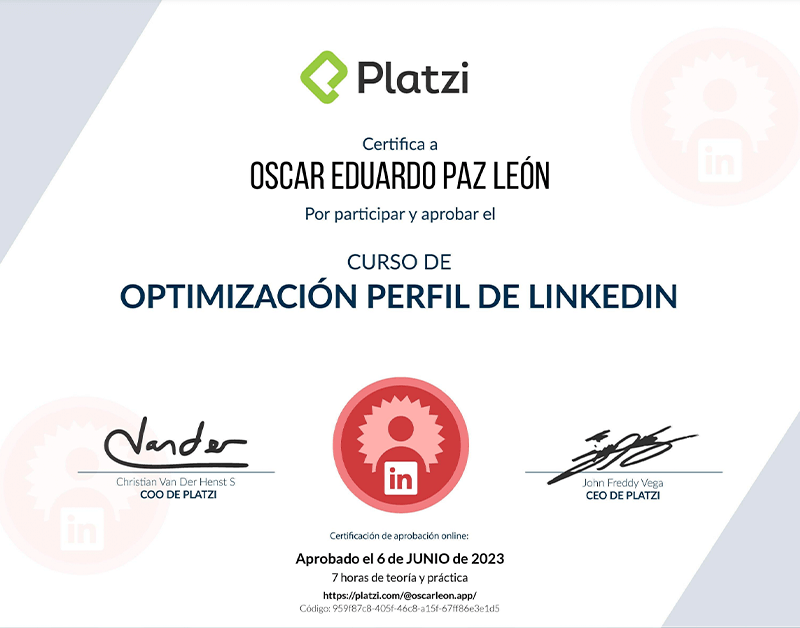 Platzi
Certifica a
OSCAR EDUARDO PAZ LEÓN
Por participar y aprobar el
CURSO DE
OPTIMIZACIÓN PERFIL DE LINKEDIN
in
in
in
Vander
Christian Van Der Henst S
COO DE PLATZI
John Freddy Vega
CEO DE PLATZI
Certificación de aprobación online:
Aprobado el 6 de JUNIO de 2023
7 horas de teoría y práctica
https://platzi.com/@oscarleon.app/
Código: 959f87c8-405f-46c8-a15f-67ff86e3e1d5